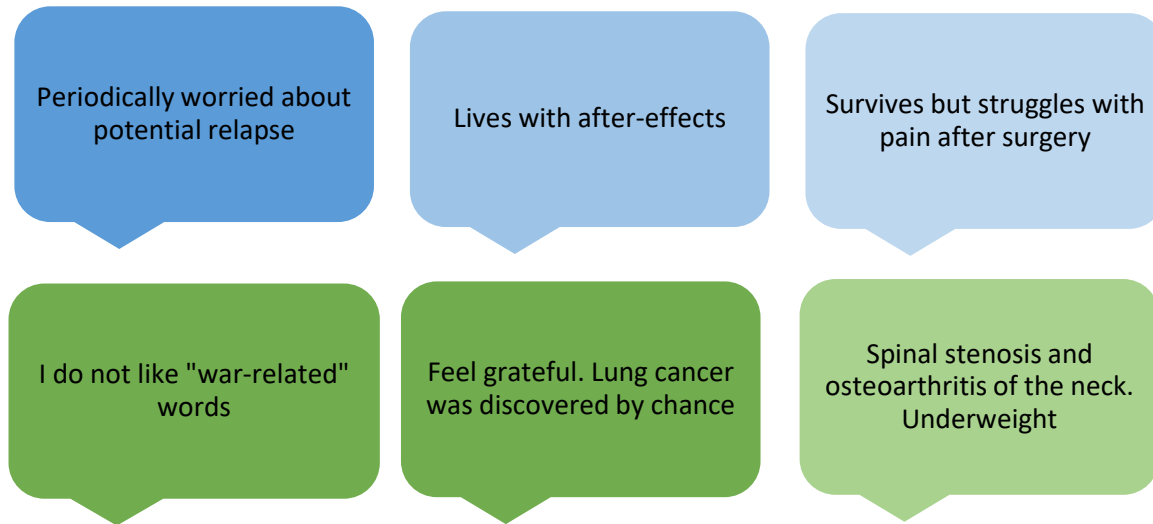 Periodically worried about
potential relapse
Lives with after-effects
Survives but struggles with
pain after surgery
I do not like "war-related"
words
Feel grateful. Lung cancer
was discovered by chance
Spinal stenosis and
osteoarthritis of the neck.
Underweight